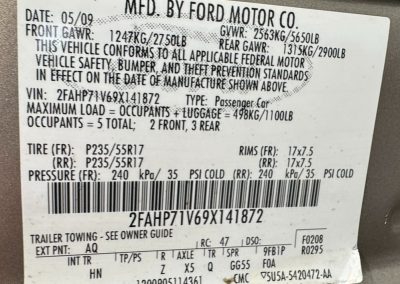 MFD. BY FORD MOTOR CO.
DATE: 05/09 GVWR: 2563KG/5650LB
FRONT GAWR: 1247KG/2750LB REAR GAWR: 1315KG/2900LB
THIS VEHICLE CONFORMS TO ALL APPLICABLE FEDERAL MOTOR
VEHICLE SAFETY, BUMPER, AND THEFT PREVENTION STANDARDS
IN EFFECT ON THE DATE OF MANUFACTURE SHOWN ABOVE.
VIN: 2FAHP71V69X141872 TYPE: Passenger Car
MAXIMUM LOAD = OCCUPANTS + LUGGAGE = 498KG/1100LB
OCCUPANTS = 5 TOTAL; 2 FRONT, 3 REAR
TIRE (FR): P235/55R17 RIMS (FR): 17x7.5
(RR): P235/55R17 (RR): 17x7.5
PRESSURE (FR): 240 kPa/ 35 PSI COLD (RR): 240 kPa/ 35 PSI COLD
2FAHP71V69X141872
TRAILER TOWING - SEE OWNER GUIDE
EXT PNT: AQ RC: 47 DSO: F0208
INT TR TP/PS R AXLE TR SPR 9FB1P R0295
HN Z X5 Q GG55 F0A
CMC 5U5A-5420472-AA